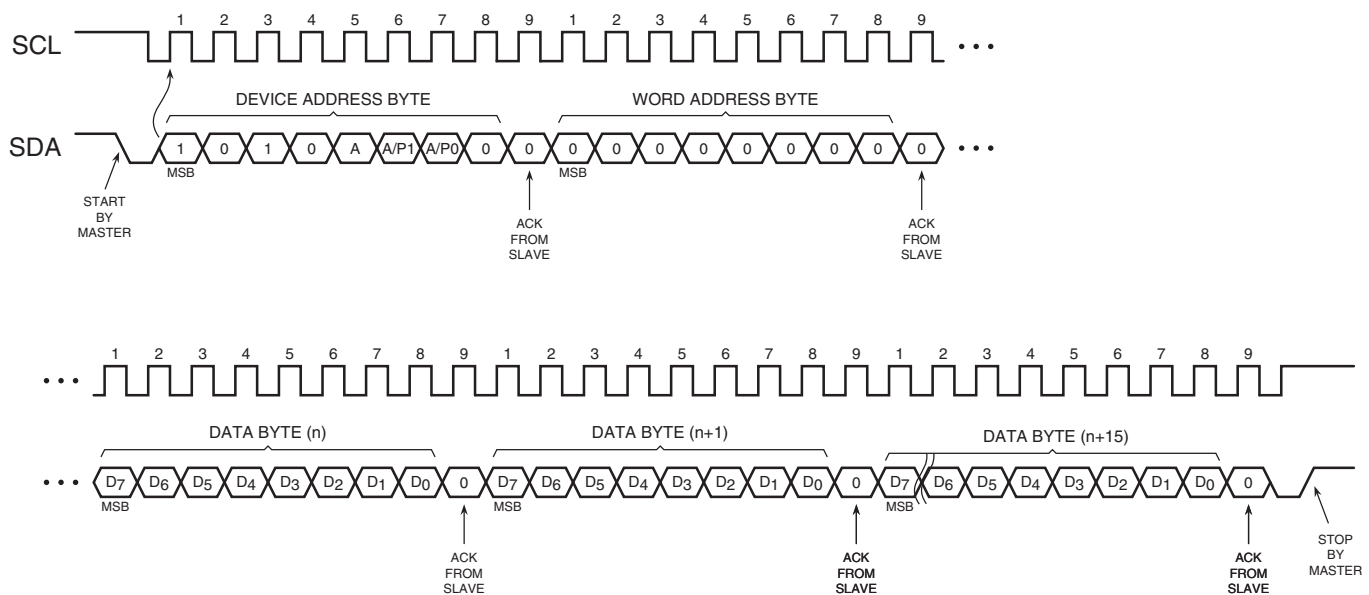 SCL 1 2 3 4 5 6 7 8 9 1 2 3 4 5 6 7 8 9
DEVICE ADDRESS BYTE WORD ADDRESS BYTE
SDA 1 0 1 0 A A/P1 A/P0 0 0 0 0 0 0 0 0 0 0 0
MSB MSB
START
BY
MASTER
ACK
FROM
SLAVE
ACK
FROM
SLAVE
1 2 3 4 5 6 7 8 9 1 2 3 4 5 6 7 8 9 1 2 3 4 5 6 7 8 9
DATA BYTE (n) DATA BYTE (n+1) DATA BYTE (n+15)
D7 D6 D5 D4 D3 D2 D1 D0 0 D7 D6 D5 D4 D3 D2 D1 D0 0 D7 D6 D5 D4 D3 D2 D1 D0 0
MSB MSB MSB
ACK
FROM
SLAVE
ACK
FROM
SLAVE
ACK
FROM
SLAVE
STOP
BY
MASTER